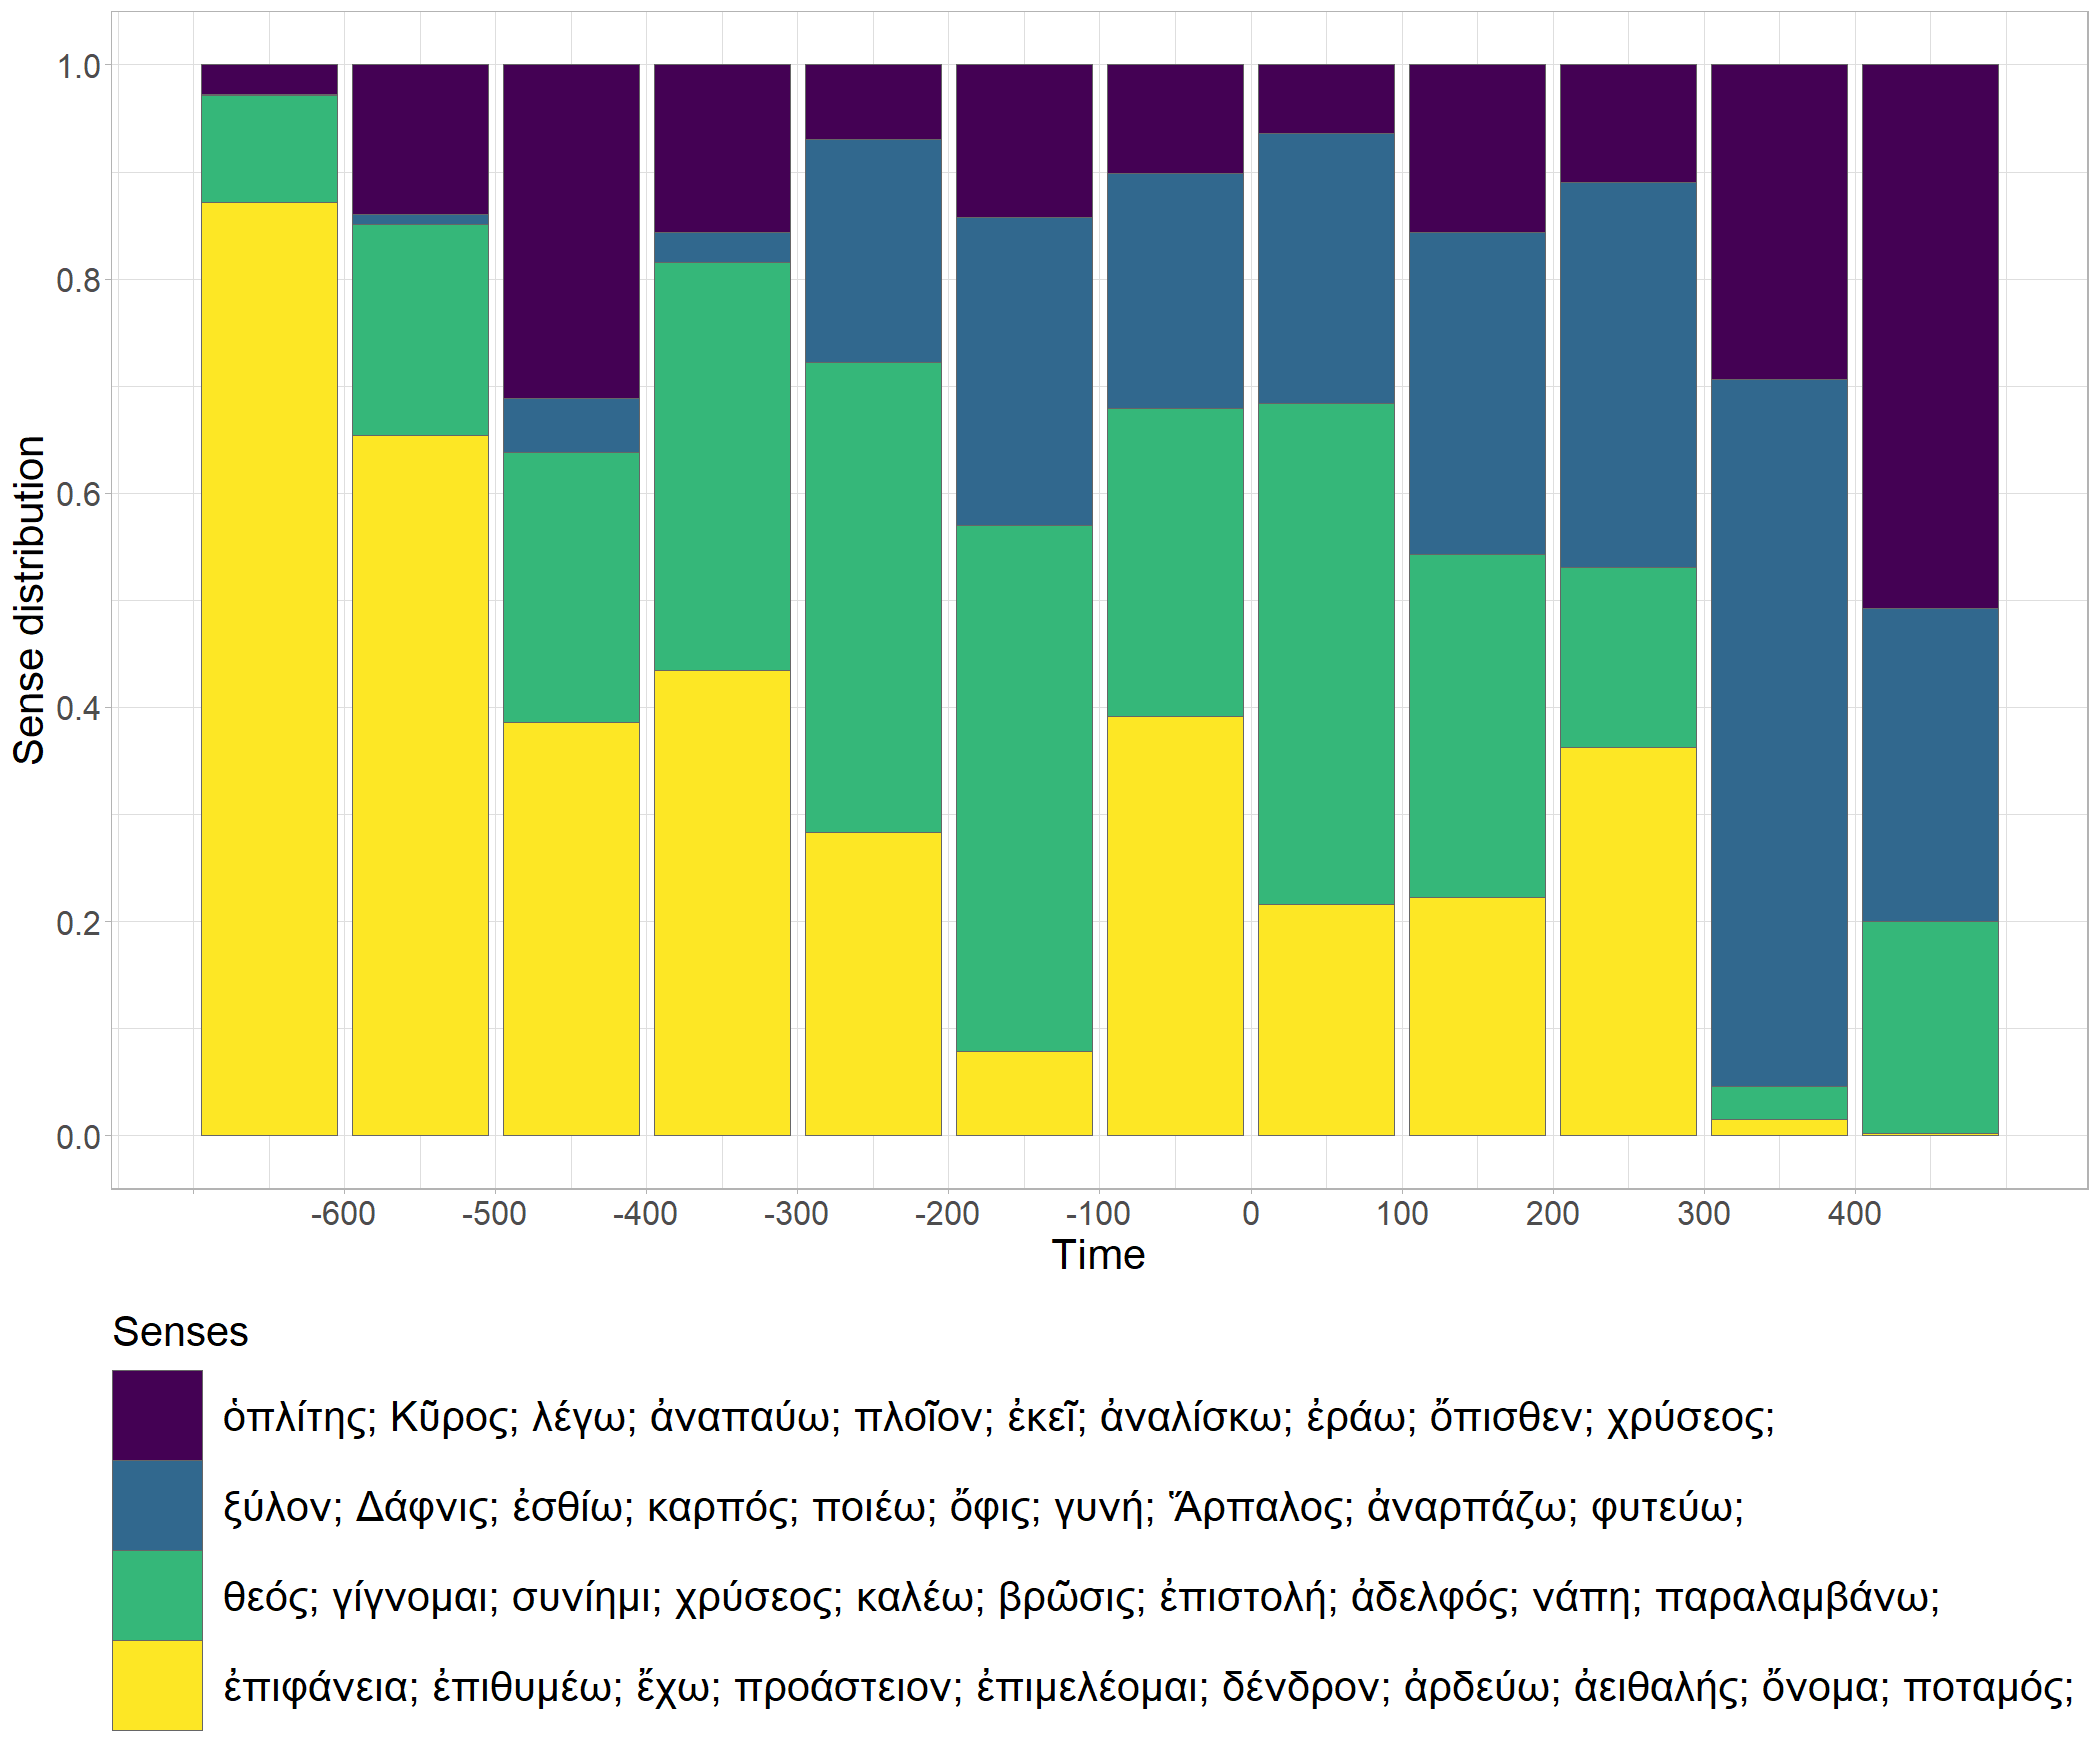 1.0
0.8
0.6
0.4
0.2
0.0
Sense distribution
-600 -500 -400 -300 -200 -100 0 100 200 300 400
Time
Senses
ὁπλίτης; Κῦρος; λέγω; ἀναπαύω; πλοῖον; ἐκεῖ; ἀναλίσκω; ἐράω; ὄπισθεν; χρύσεος;
ξύλον; Δάφνις; ἐσθίω; καρπός; ποιέω; ὄφις; γυνή; Ἅρπαλος; ἀναρπάζω; φυτεύω;
θεός; γίγνομαι; συνίημι; χρύσεος; καλέω; βρῶσις; ἐπιστολή; ἀδελφός; νάπη; παραλαμβάνω;
ἐπιφάνεια; ἐπιθυμέω; ἔχω; προάστειον; ἐπιμελέομαι; δένδρον; ἀρδεύω; ἀειθαλής; ὄνομα; ποταμός;